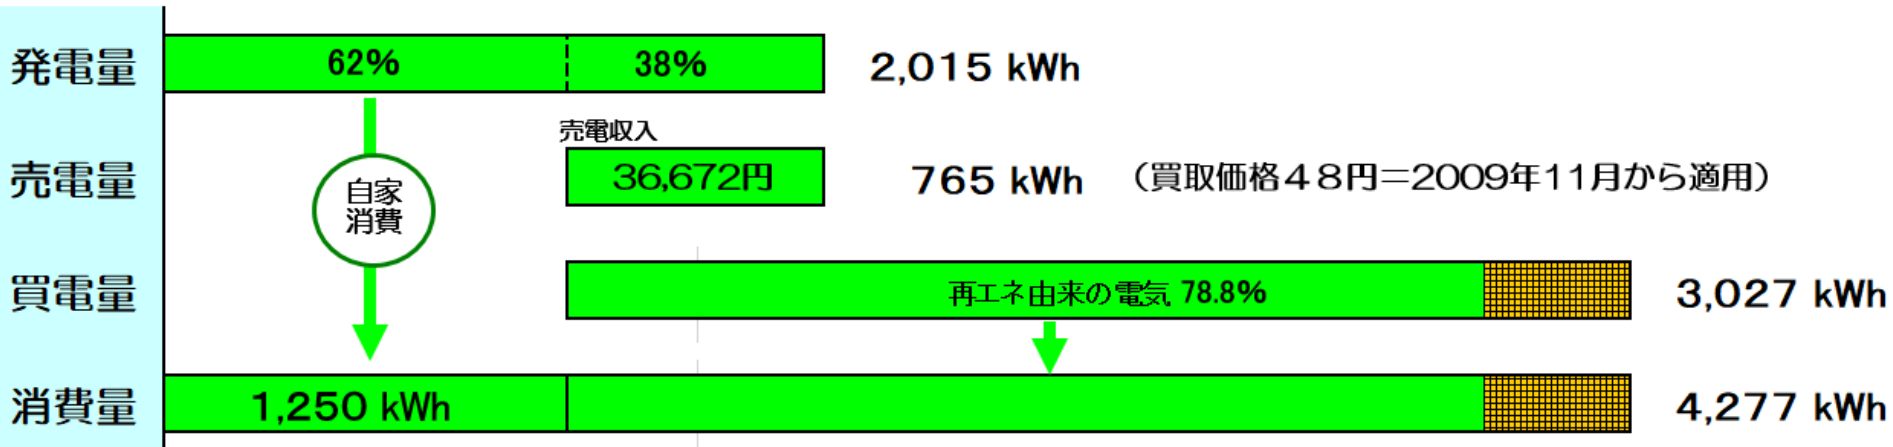 発電量 62% 38% 2,015 kWh
売電収入
売電量 36,672円 765 kWh （買取価格４８円＝2009年11月から適用）
自家
消費
買電量 再エネ由来の電気 78.8% 3,027 kWh
消費量 1,250 kWh 4,277 kWh